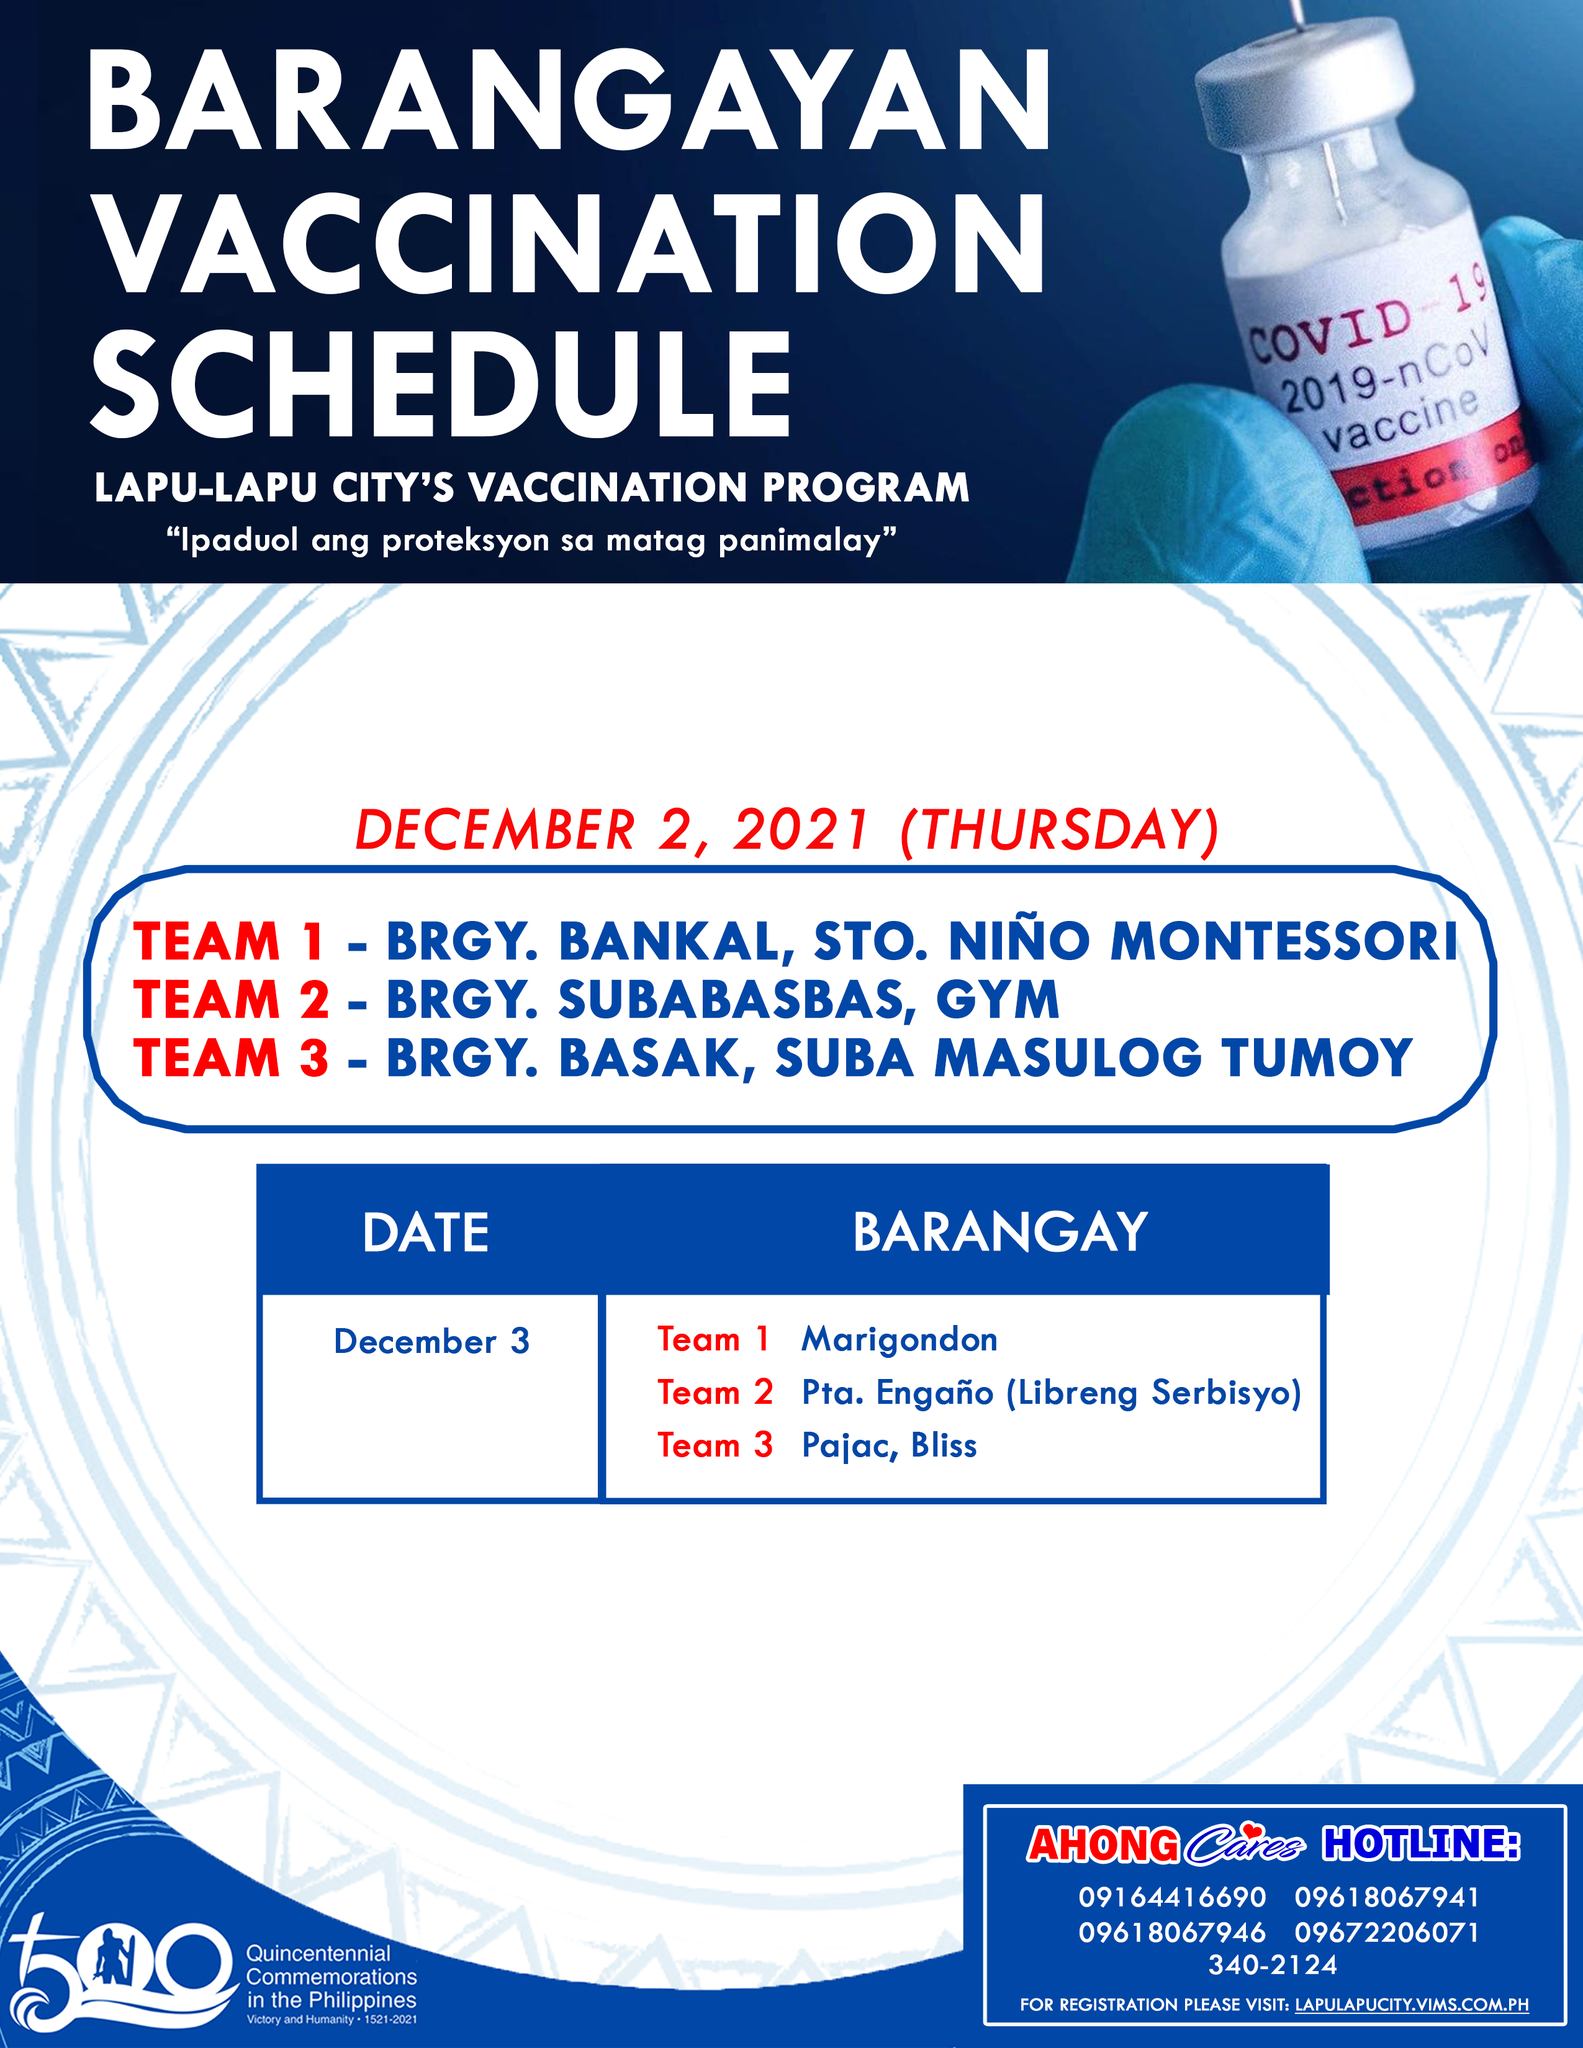 BARANGAYAN
VACCINATION
SCHEDULE
LAPU-LAPU CITY'S VACCINATION PROGRAM
“Ipaduol ang proteksyon sa matag panimalay”
COVID-19
2019-nCoV
vaccine
ction on
DECEMBER 2, 2021 (THURSDAY)
TEAM 1 - BRGY. BANKAL, STO. NIÑO MONTESSORI
TEAM 2 - BRGY. SUBABASBAS, GYM
TEAM 3 - BRGY. BASAK, SUBA MASULOG TUMOY
DATE BARANGAY
December 3 Team 1 Marigondon
Team 2 Pta. Engaño (Libreng Serbisyo)
Team 3 Pajac, Bliss
500
Quincentennial
Commemorations
in the Philippines
Victory and Humanity • 1521-2021
AHONG Cares HOTLINE:
09164416690 09618067941
09618067946 09672206071
340-2124
FOR REGISTRATION PLEASE VISIT: LAPULAPUCITY.VIMS.COM.PH